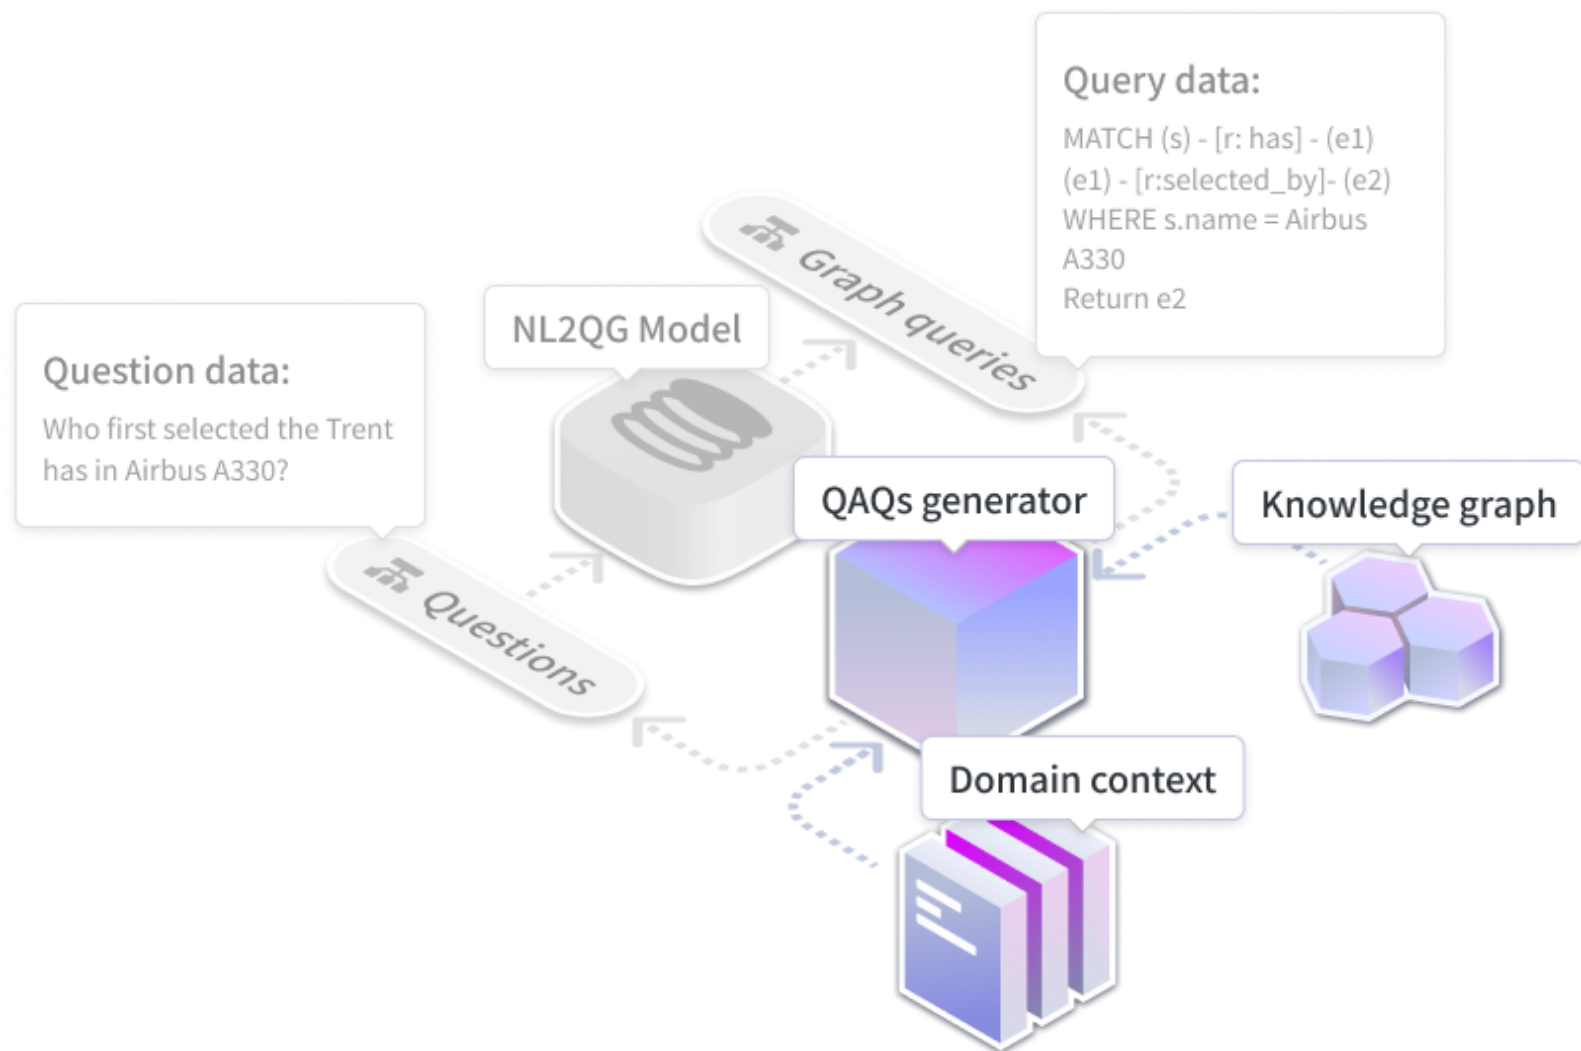 Query data:
MATCH (s) - [r: has] - (e1)
(e1) - [r:selected_by]- (e2)
WHERE s.name = Airbus
A330
Return e2
Graph queries
NL2QG Model
Question data:
Who first selected the Trent
has in Airbus A330?
QAQs generator
Knowledge graph
Questions
Domain context